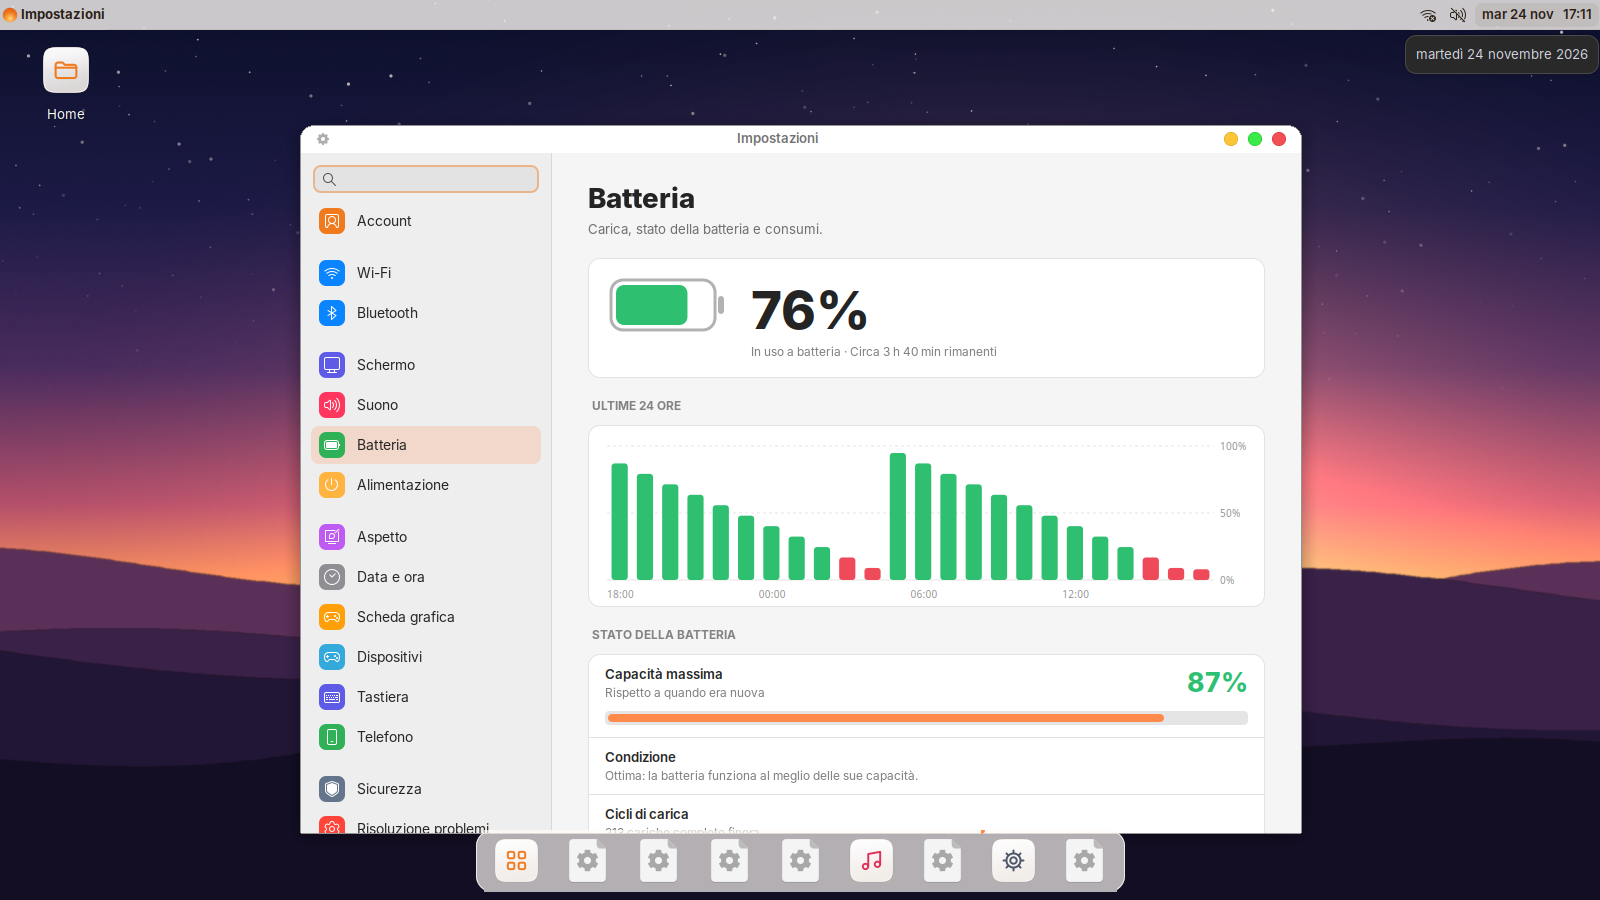 Impostazioni
mar 24 nov 17:11
martedì 24 novembre 2026
Home
Impostazioni
Account
Wi-Fi
Bluetooth
Schermo
Suono
Batteria
Alimentazione
Aspetto
Data e ora
Scheda grafica
Dispositivi
Tastiera
Telefono
Sicurezza
Risoluzione problemi
Batteria
Carica, stato della batteria e consumi.
76%
In uso a batteria · Circa 3 h 40 min rimanenti
ULTIME 24 ORE
100%
50%
0%
18:00 00:00 06:00 12:00
STATO DELLA BATTERIA
Capacità massima
Rispetto a quando era nuova
87%
Condizione
Ottima: la batteria funziona al meglio delle sue capacità.
Cicli di carica